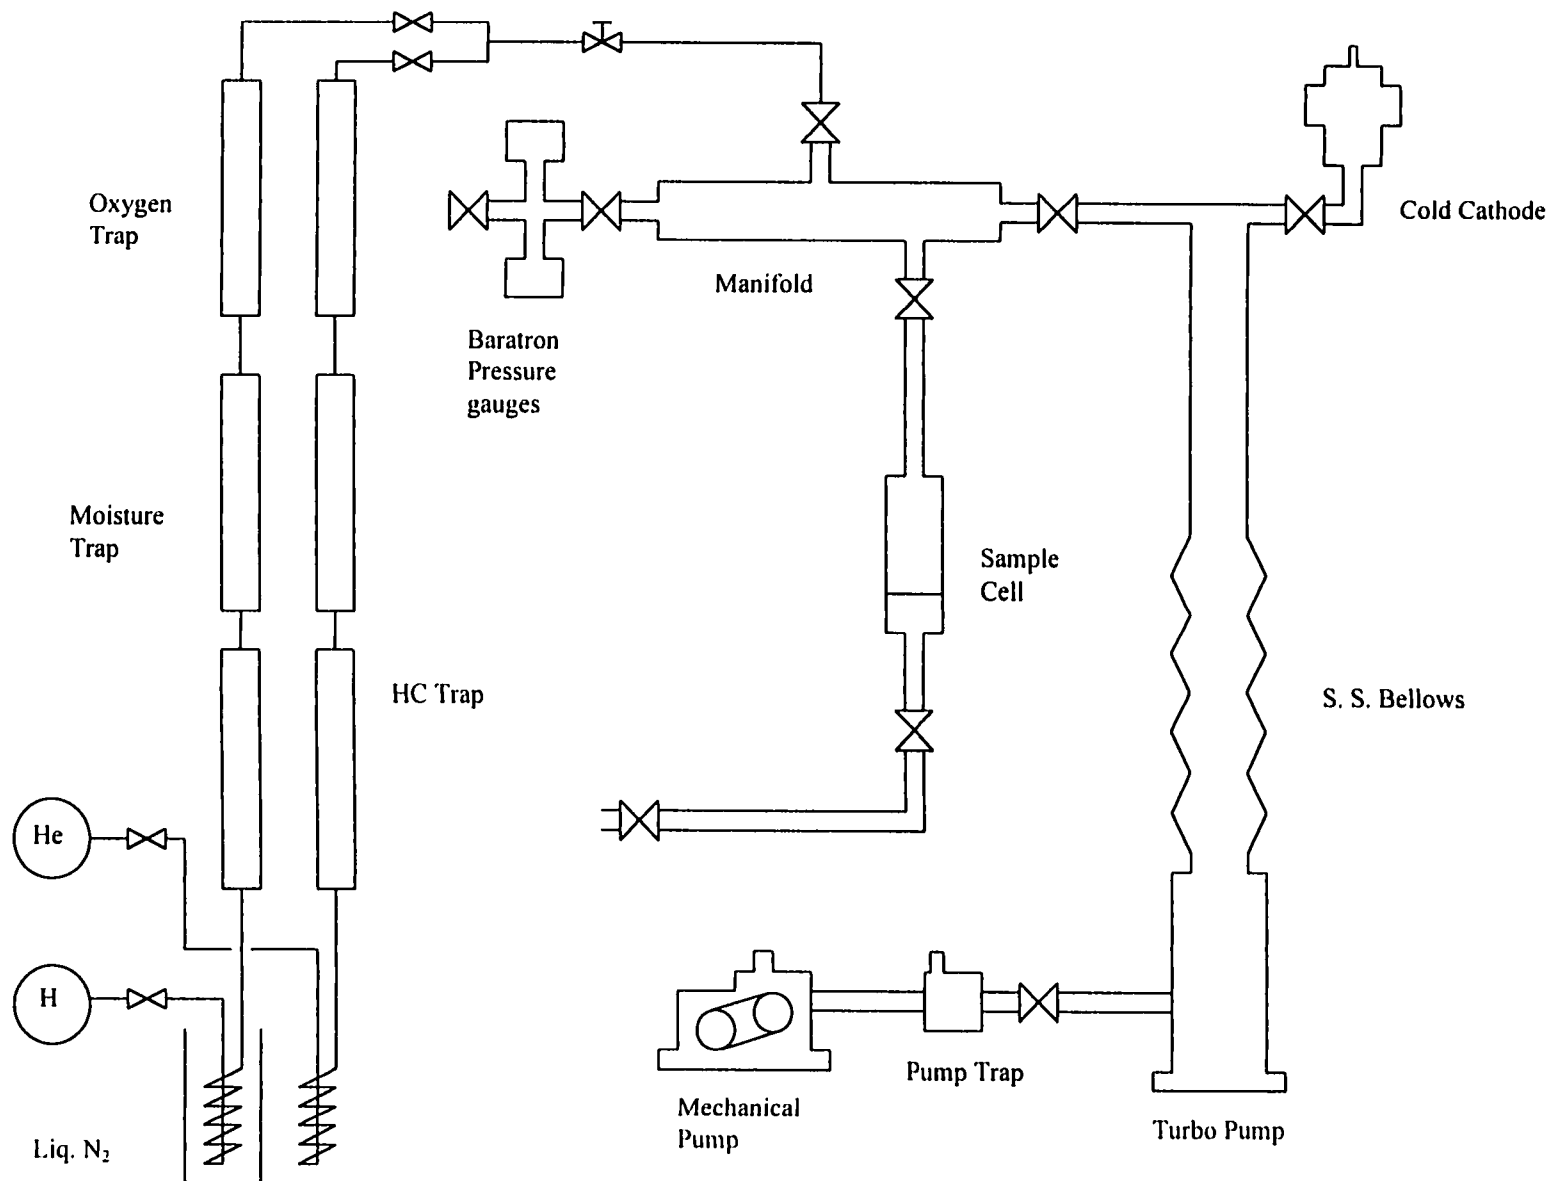 Oxygen
Trap
Cold Cathode
Manifold
Baratron
Pressure
gauges
Moisture
Trap
Sample
Cell
HC Trap
S. S. Bellows
He
H
Pump Trap
Mechanical
Pump
Turbo Pump
Liq. N₂